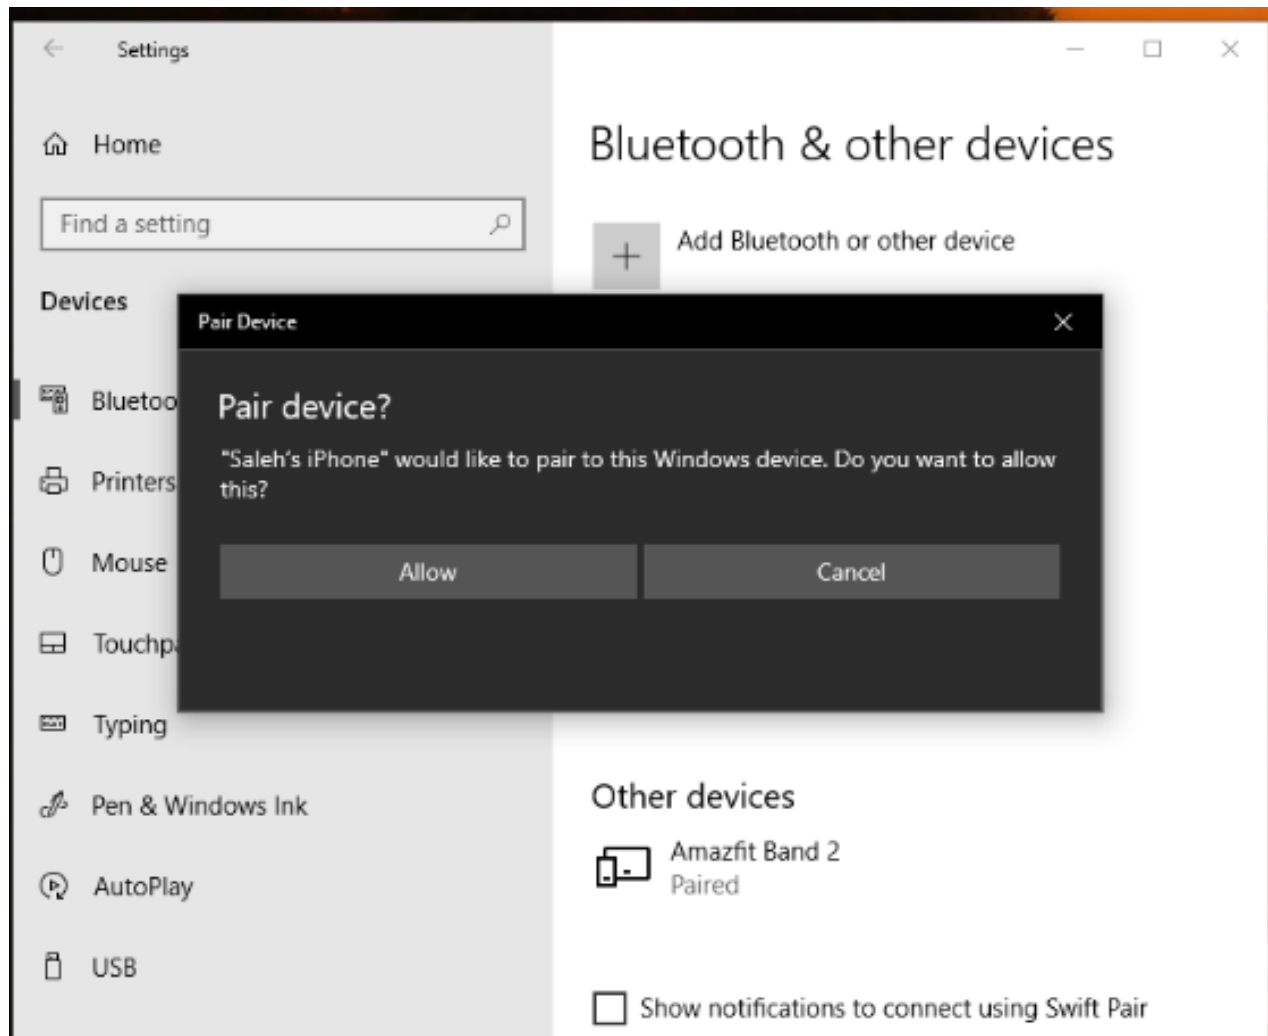 Settings
Home
Find a setting
Devices
Bluetoo
Printers
Mouse
Touchpa
Typing
Pen & Windows Ink
AutoPlay
USB
Bluetooth & other devices
Add Bluetooth or other device
Pair Device
Pair device?
"Saleh's iPhone" would like to pair to this Windows device. Do you want to allow
this?
Allow
Cancel
Other devices
Amazfit Band 2
Paired
Show notifications to connect using Swift Pair